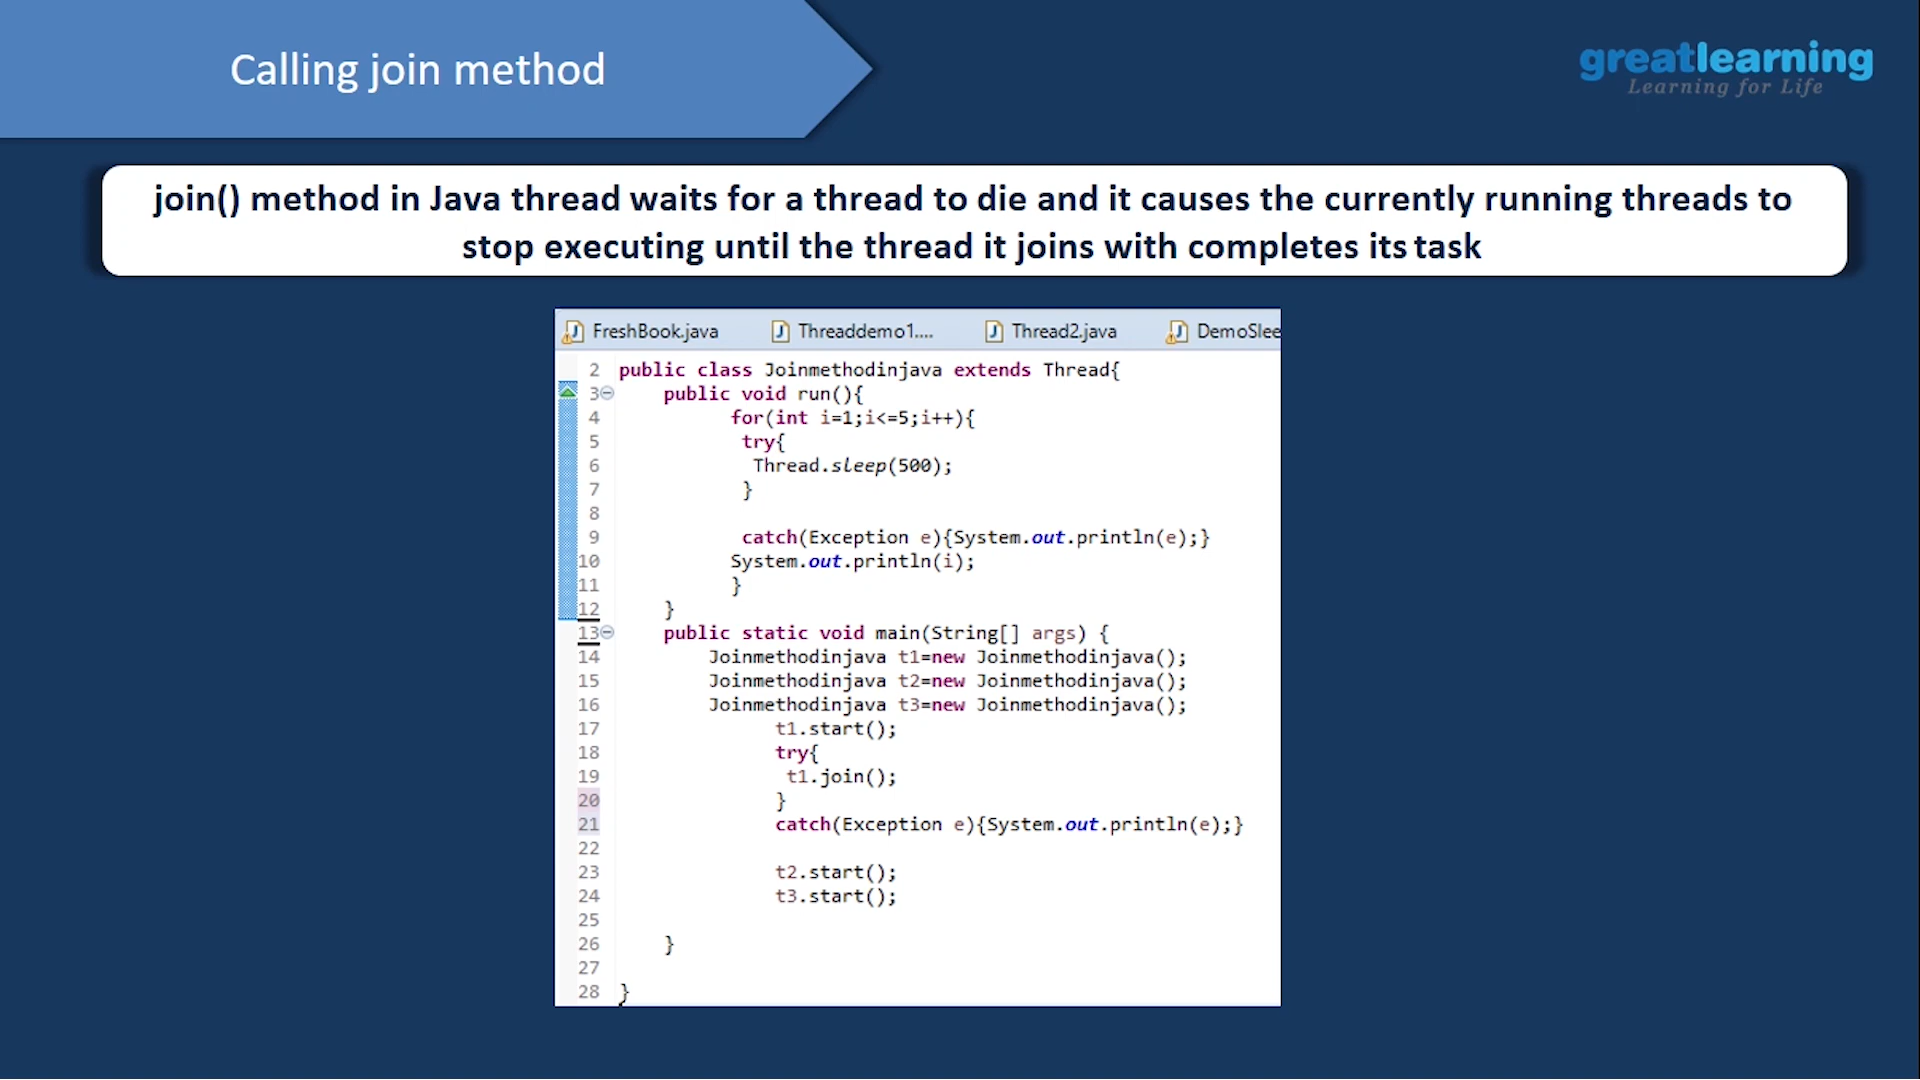 Calling join method
greatlearning
Learning for Life
join() method in Java thread waits for a thread to die and it causes the currently running threads to
stop executing until the thread it joins with completes its task
FreshBook.java Threaddemo1.... Thread2.java DemoSlee
2 public class Joinmethodinjava extends Thread{
3 public void run(){
4 for(int i=1;i<=5;i++){
5 try{
6 Thread.sleep(500);
7 }
8
9 catch(Exception e){System.out.println(e);}
10 System.out.println(i);
11 }
12 }
13 public static void main(String[] args) {
14 Joinmethodinjava t1=new Joinmethodinjava();
15 Joinmethodinjava t2=new Joinmethodinjava();
16 Joinmethodinjava t3=new Joinmethodinjava();
17 t1.start();
18 try{
19 t1.join();
20 }
21 catch(Exception e){System.out.println(e);}
22
23 t2.start();
24 t3.start();
25
26 }
27
28 }